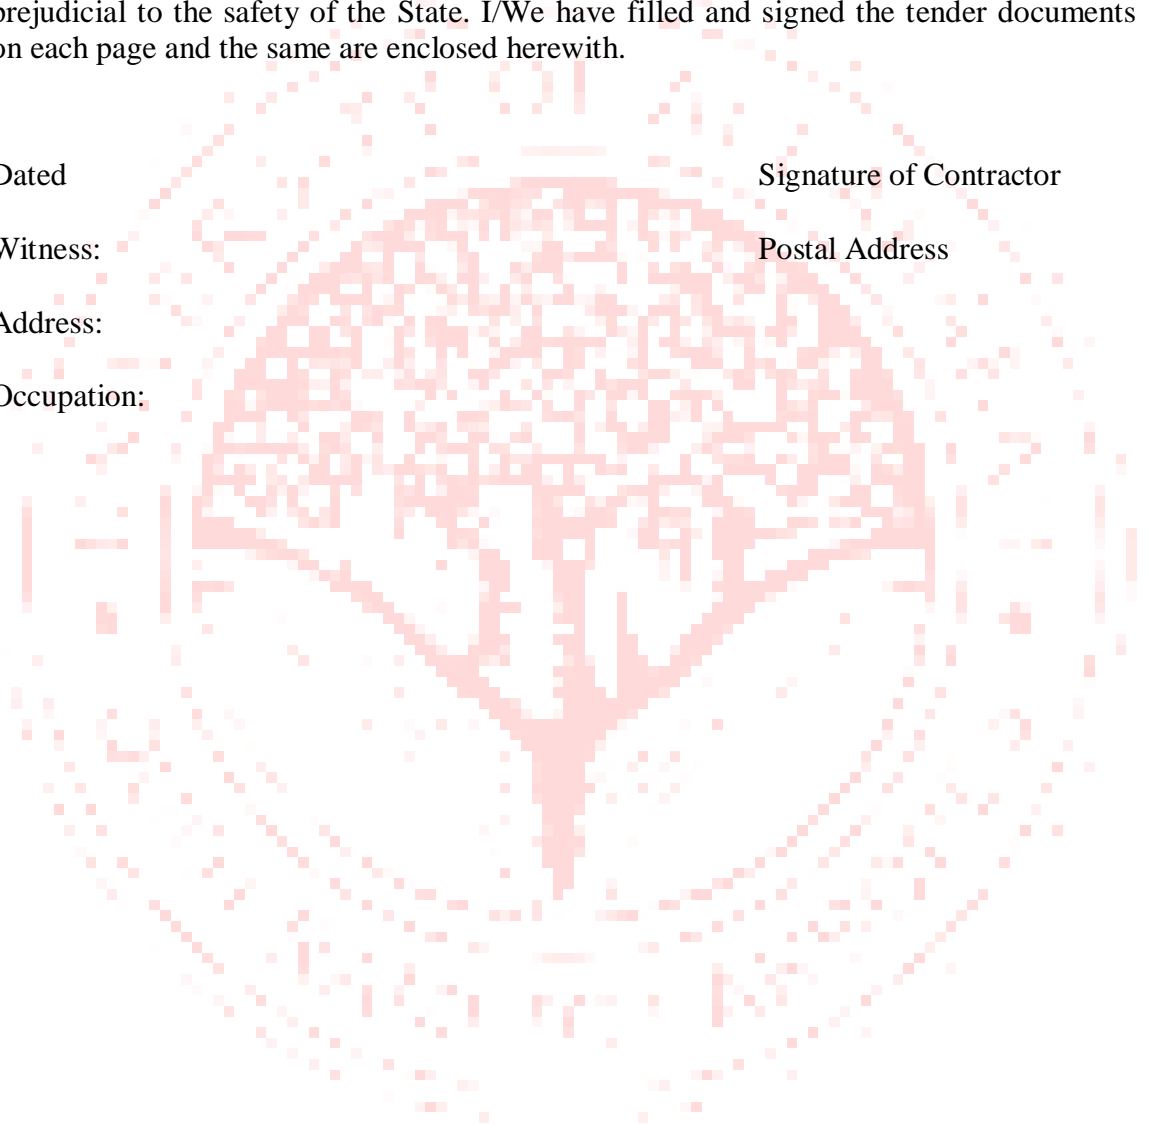 prejudicial to the safety of the State. I/We have filled and signed the tender documents
on each page and the same are enclosed herewith.
Dated Signature of Contractor
Witness: Postal Address
Address:
Occupation: